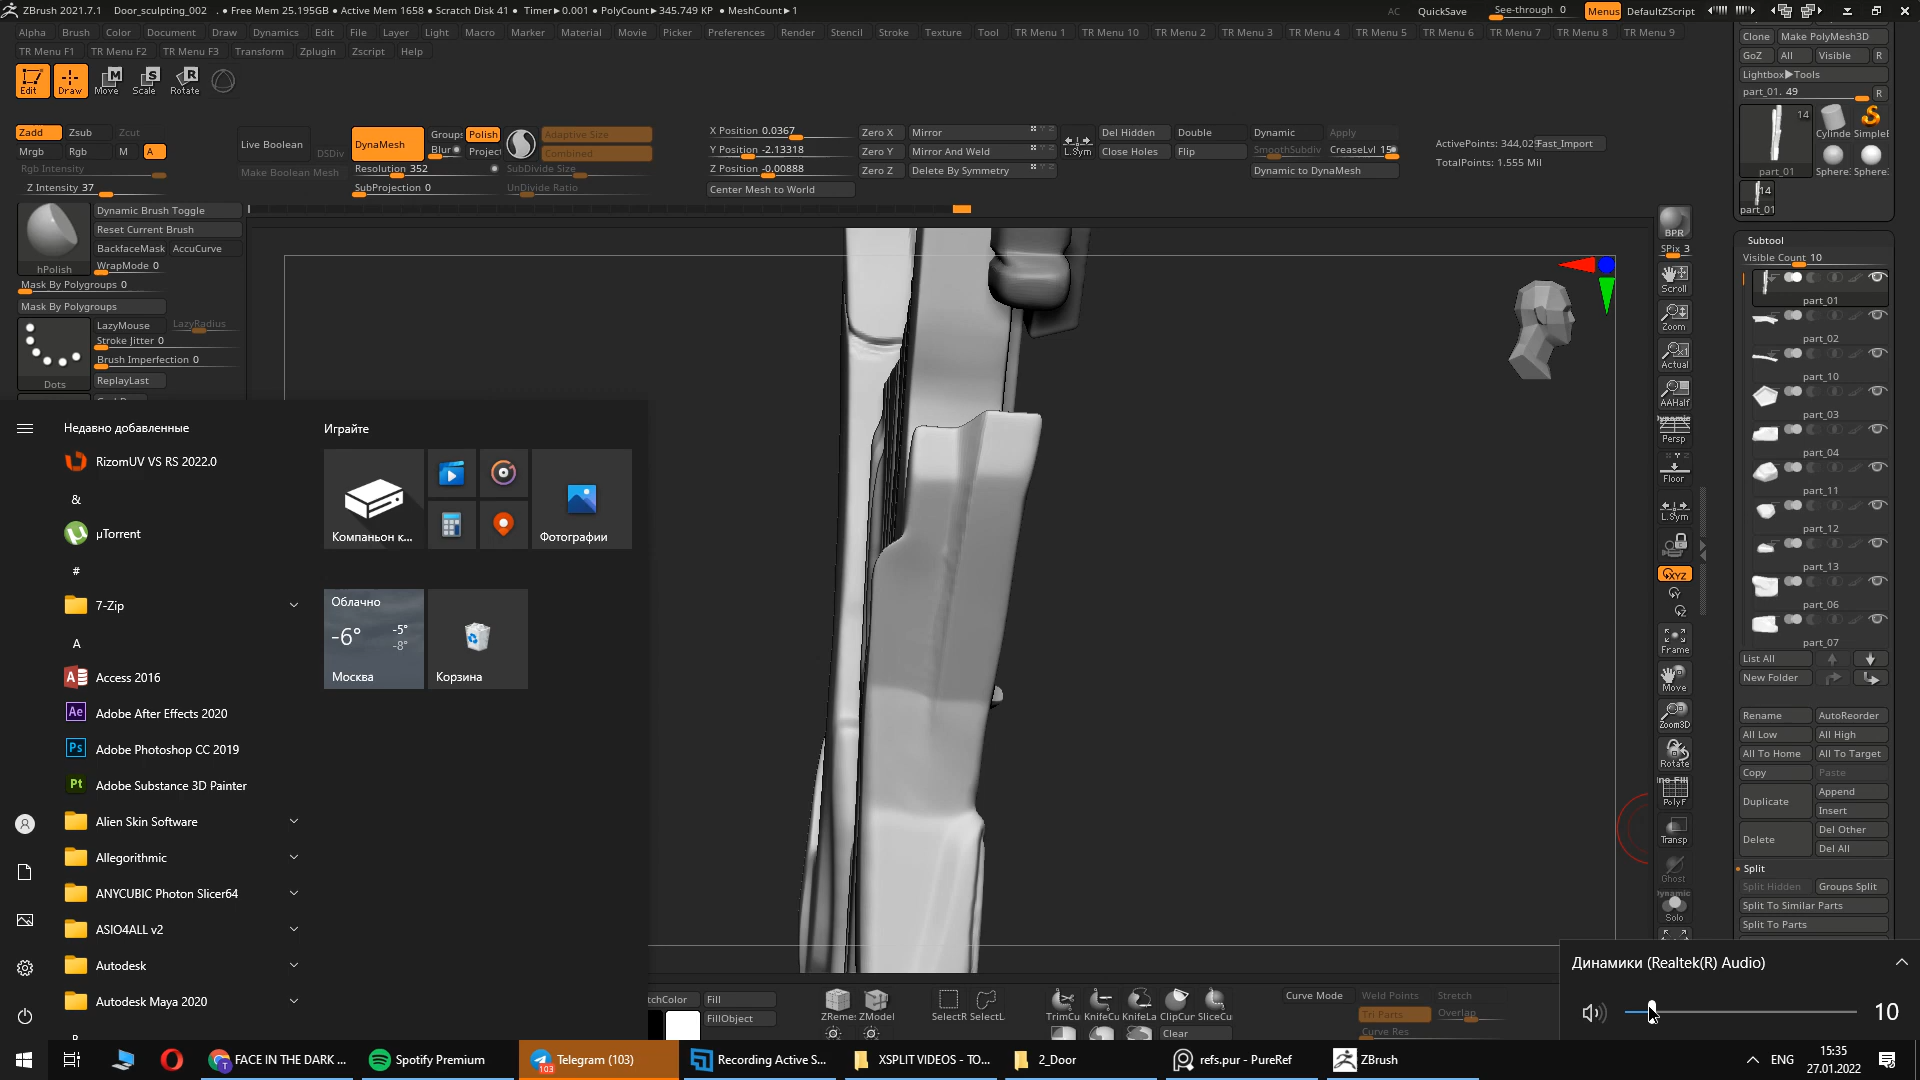 ZBrush 2021.7.1 Door_sculpting_002 . • Free Mem 25.195GB • Active Mem 1658 • Scratch Disk 41 • Timer▸0.001 • PolyCount▸345.749 KP • MeshCount▸1 AC QuickSave See-through 0 Menus DefaultZScript
Alpha Brush Color Document Draw Dynamics Edit File Layer Light Macro Marker Material Movie Picker Preferences Render Stencil Stroke Texture Tool TR Menu 1 TR Menu 10 TR Menu 2 TR Menu 3 TR Menu 4 TR Menu 5 TR Menu 6 TR Menu 7 TR Menu 8 TR Menu 9
TR Menu F1 TR Menu F2 TR Menu F3 Transform Zplugin Zscript Help
Edit Draw Move Scale Rotate
M S R
Zadd Zsub Zcut
Mrgb Rgb M A
Rgb Intensity
Z Intensity 37
Live Boolean DSDiv
Make Boolean Mesh
DynaMesh
Groups Polish
Blur Project
Resolution 352
SubProjection 0
Adaptive Size
Combined
SubDivide Size
UnDivide Ratio
X Position 0.0367
Y Position -2.13318
Z Position -0.00888
Center Mesh to World
Zero X Mirror
Zero Y Mirror And Weld
Zero Z Delete By Symmetry
L.Sym
Del Hidden Double
Close Holes Flip
Dynamic Apply
SmoothSubdiv CreaseLvl 15
Dynamic to DynaMesh
ActivePoints: 344,02 Fast_Import
TotalPoints: 1.555 Mil
hPolish
Dynamic Brush Toggle
Reset Current Brush
BackfaceMask AccuCurve
WrapMode 0
Mask By Polygroups 0
Mask By Polygroups
LazyMouse LazyRadius
Stroke Jitter 0
Brush Imperfection 0
ReplayLast
Dots
Clone Make PolyMesh3D
GoZ All Visible R
Lightbox▸Tools
part_01. 49 R
14
part_01
Cylinde SimpleB
Sphere: Sphere:
14
part_01
Subtool
Visible Count 10
part_01
part_02
part_10
part_03
part_04
part_11
part_12
part_13
part_06
part_07
List All
New Folder
Rename AutoReorder
All Low All High
All To Home All To Target
Copy Paste
Duplicate Append
Insert
Delete Del Other
Del All
Split
Split Hidden Groups Split
Split To Similar Parts
Split To Parts
BPR
SPix 3
Scroll
Zoom
Actual
AAHalf
Dynamic
Persp
Floor
L.Sym
XYZ
Y
Z
Frame
Move
Zoom3D
Rotate
Line Fill
PolyF
Transp
Ghost
Dynamic
Solo
Недавно добавленные
RizomUV VS RS 2022.0
&
µTorrent
#
7-Zip
A
Access 2016
Adobe After Effects 2020
Adobe Photoshop CC 2019
Adobe Substance 3D Painter
Alien Skin Software
Allegorithmic
ANYCUBIC Photon Slicer64
ASIO4ALL v2
Autodesk
Autodesk Maya 2020
Играйте
Компаньон к...
Фотографии
Облачно
-6° -5°
-8°
Москва
Корзина
tchColor Fill
FillObject
ZReme: ZModel
SelectR SelectL
TrimCu KnifeCu KnifeLa ClipCur SliceCu
Clear
Curve Mode Weld Points Stretch
Tri Parts Overlap
Curve Res
Динамики (Realtek(R) Audio)
10
FACE IN THE DARK ...
Spotify Premium
Telegram (103)
103
Recording Active S...
XSPLIT VIDEOS - TO...
2_Door
refs.pur - PureRef
ZBrush
ENG
15:35
27.01.2022